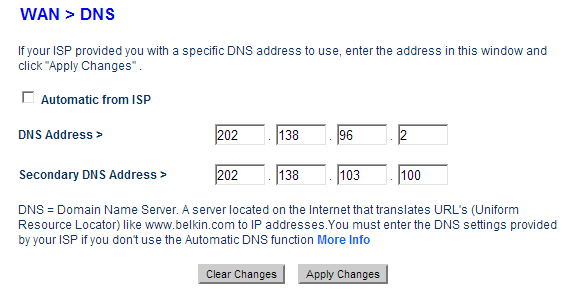 WAN > DNS
If your ISP provided you with a specific DNS address to use, enter the address in this window and
click "Apply Changes" .
Automatic from ISP
DNS Address > 202 . 138 . 96 . 2
Secondary DNS Address > 202 . 138 . 103 . 100
DNS = Domain Name Server. A server located on the Internet that translates URL's (Uniform
Resource Locator) like www.belkin.com to IP addresses.You must enter the DNS settings provided
by your ISP if you don't use the Automatic DNS function More Info
Clear Changes Apply Changes